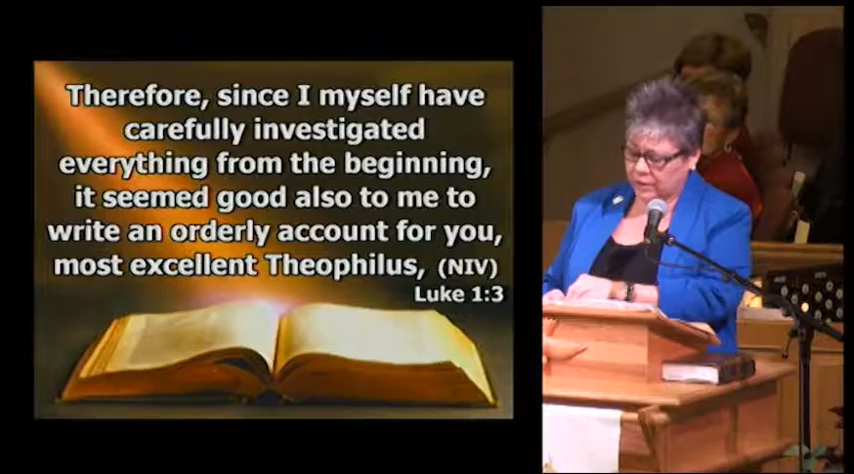 Therefore, since I myself have
carefully investigated
everything from the beginning,
it seemed good also to me to
write an orderly account for you,
most excellent Theophilus, (NIV)
Luke 1:3